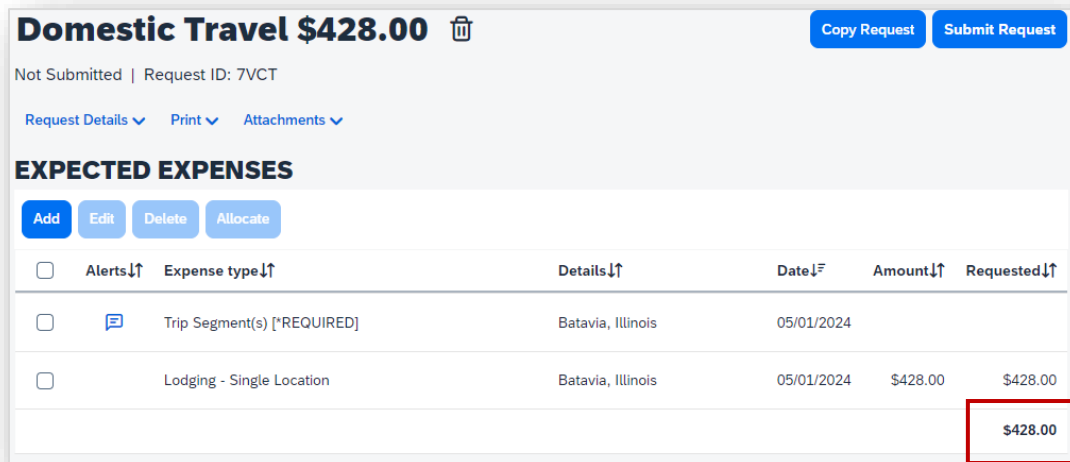 Domestic Travel $428.00
Copy Request
Submit Request
Not Submitted | Request ID: 7VCT
Request Details
Print
Attachments
EXPECTED EXPENSES
Add
Edit
Delete
Allocate
Alerts Expense type Details Date Amount Requested
Trip Segment(s) [*REQUIRED] Batavia, Illinois 05/01/2024
Lodging - Single Location Batavia, Illinois 05/01/2024 $428.00 $428.00
$428.00